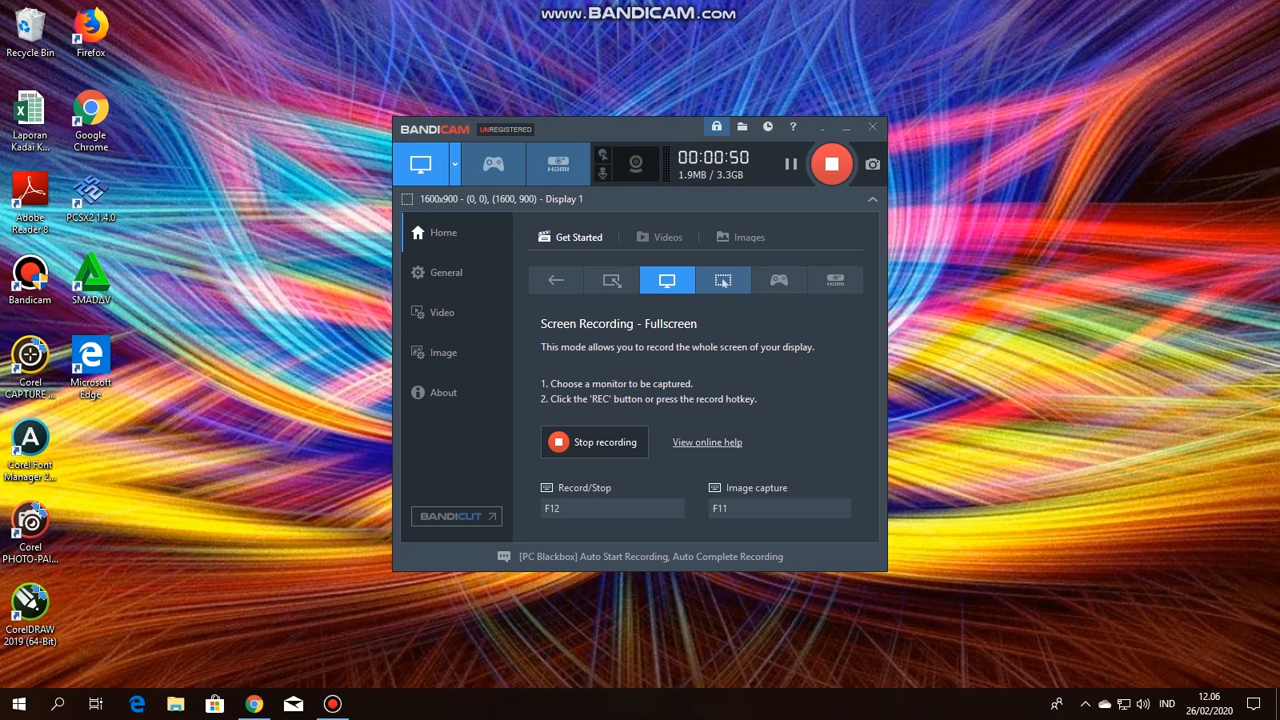 www.BANDICAM.com
Recycle Bin
Firefox
Laporan
Kadai K...
Google
Chrome
Adobe
Reader 8
PCSX2 1.4.0
Bandicam
SMADΔV
Corel
CAPTURE ...
Microsoft
Edge
Corel Font
Manager 2...
Corel
PHOTO-PAI...
CorelDRAW
2019 (64-Bit)
BANDICAM UNREGISTERED
HDMI
00:00:50
1.9MB / 3.3GB
1600x900 - (0, 0), (1600, 900) - Display 1
Home
General
Video
Image
About
BANDICUT
Get Started
Videos
Images
HDMI
Screen Recording - Fullscreen
This mode allows you to record the whole screen of your display.
1. Choose a monitor to be captured.
2. Click the 'REC' button or press the record hotkey.
Stop recording
View online help
Record/Stop
Image capture
F12
F11
[PC Blackbox] Auto Start Recording, Auto Complete Recording
IND
12.06
26/02/2020